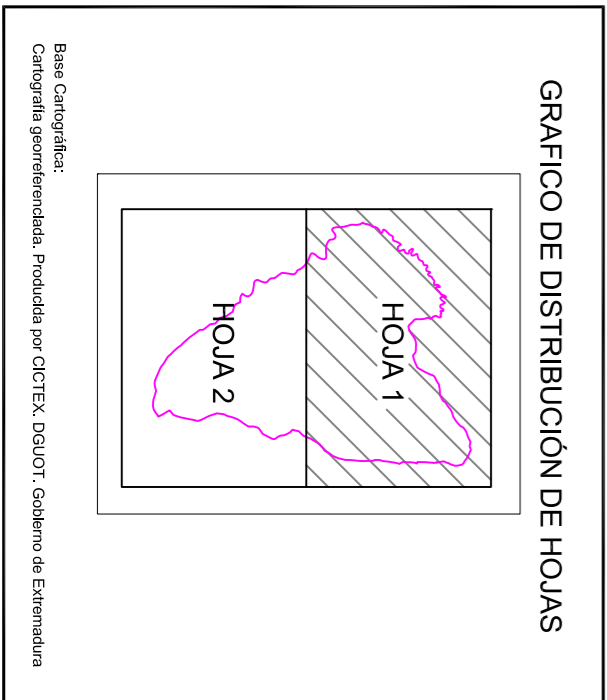 GRAFICO DE DISTRIBUCIÓN DE HOJAS
HOJA 1
HOJA 2
Base Cartográfica:
Cartografía georreferenciada. Producida por CICTEX. DGUOT. Gobierno de Extremadura